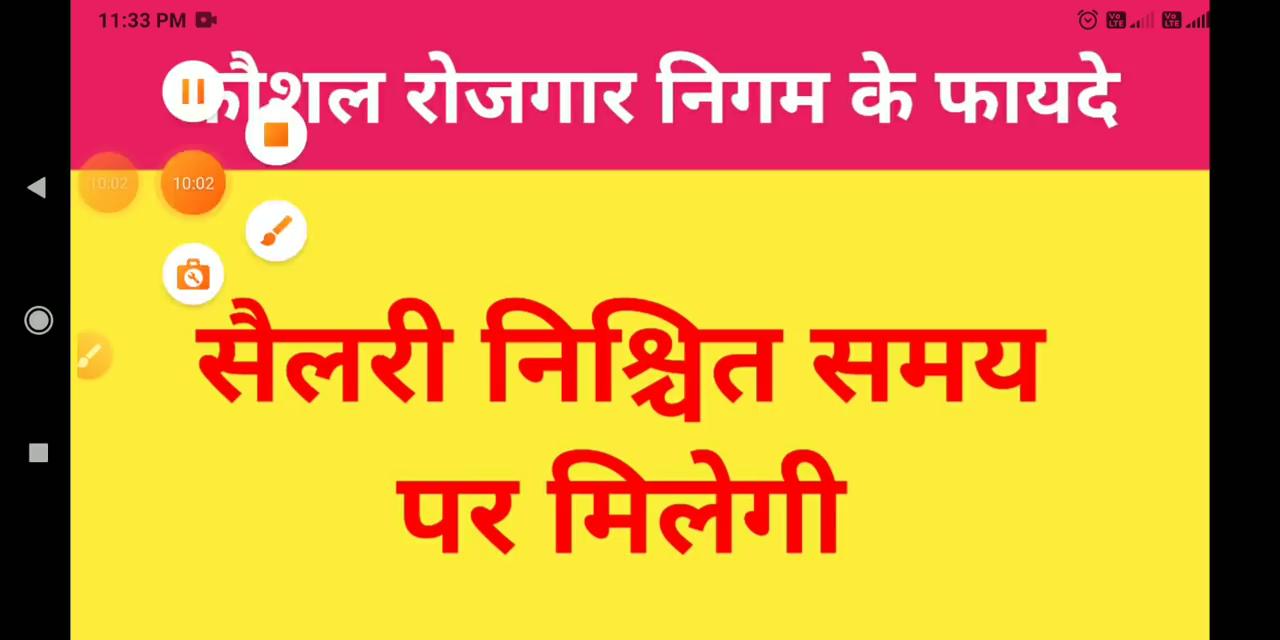 11:33 PM
कौशल रोजगार निगम के फायदे
10:02 10:02
सैलरी निश्चित समय
पर मिलेगी